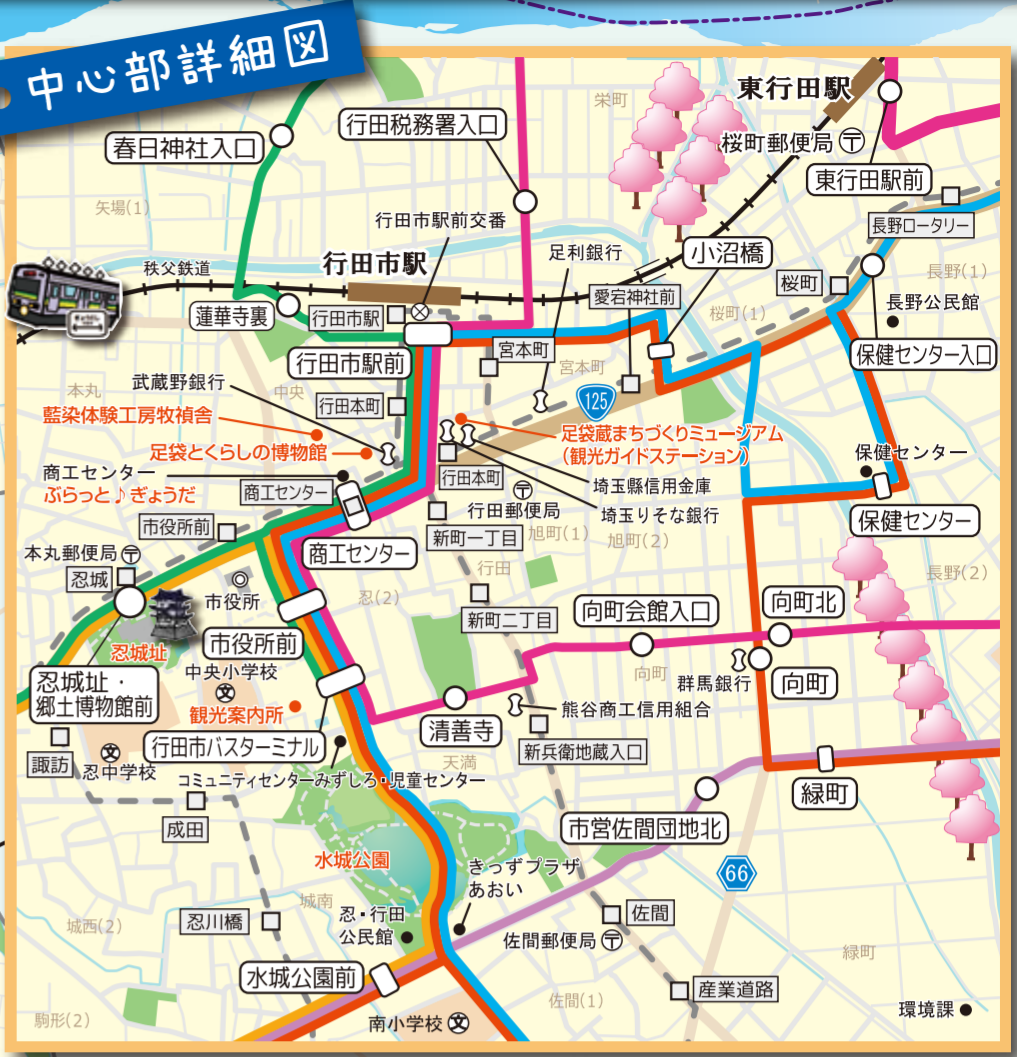 中心部詳細図
栄町
東行田駅
行田税務署入口
春日神社入口
桜町郵便局
東行田駅前
矢場(1)
行田市駅前交番
長野ロータリー
足利銀行
小沼橋
秩父鉄道
行田市駅
桜町
長野(1)
愛宕神社前
長野公民館
蓮華寺裏
行田市駅
桜町(1)
宮本町
行田市駅前
宮本町
保健センター入口
武蔵野銀行
本丸
中央
行田本町
125
藍染体験工房牧禎舎
足袋蔵まちづくりミュージアム
(観光ガイドステーション)
足袋とくらしの博物館
保健センター
商工センター
ぶらっと♪ぎょうだ
行田本町
埼玉縣信用金庫
商工センター
行田郵便局
埼玉りそな銀行
市役所前
新町一丁目
旭町(1)
旭町(2)
保健センター
本丸郵便局
商工センター
忍城
行田
長野(2)
市役所
忍(2)
新町二丁目
向町会館入口
向町北
市役所前
忍城址
忍城址・
郷土博物館前
中央小学校
文
向町
群馬銀行
向町
観光案内所
熊谷商工信用組合
清善寺
行田市バスターミナル
新兵衛地蔵入口
諏訪
文
忍中学校
天満
コミュニティセンターみずしろ・児童センター
緑町
成田
市営佐間団地北
水城公園
きっずプラザ
あおい
66
城南
忍川橋
忍・行田
公民館
佐間
城西(2)
佐間郵便局
緑町
水城公園前
産業道路
佐間(1)
環境課
駒形(2)
南小学校
文